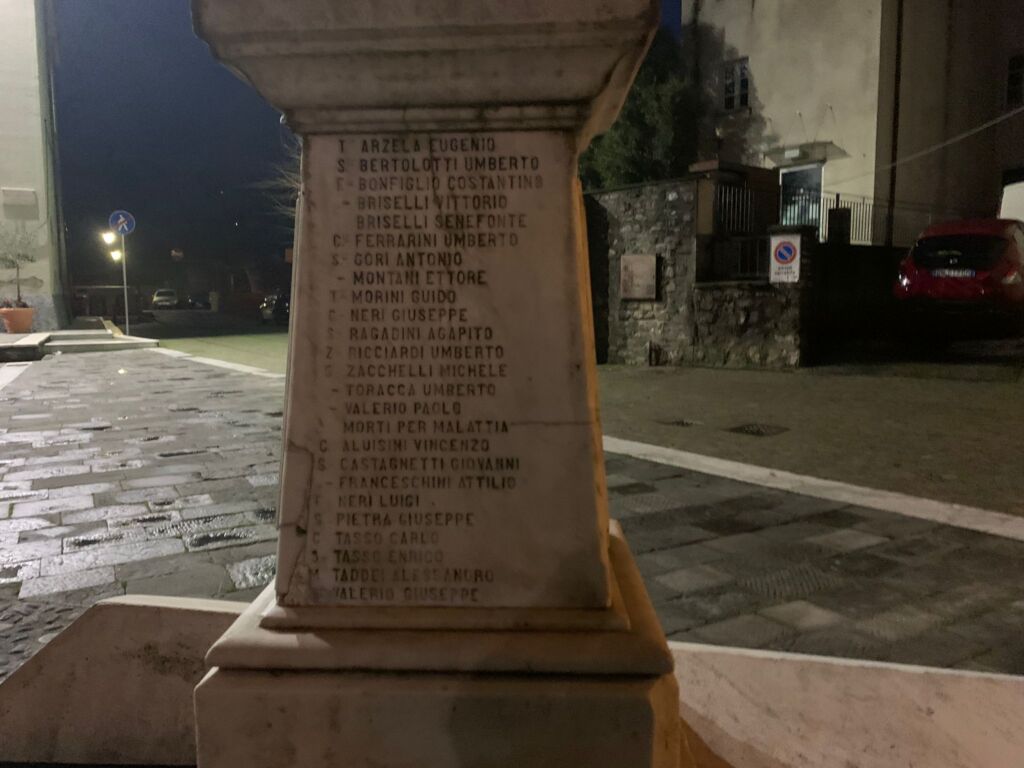 T ARZELA EUGENIO
S- BERTOLOTTI UMBERTO
BONFIGLIO COSTANTINO
- BRISELLI VITTORIO
BRISELLI SENEFONTE
C- FERRARINI UMBERTO
S- GORI ANTONIO
- MONTANI ETTORE
T- MORINI GUIDO
C- NERI GIUSEPPE
S- RAGADINI AGAPITO
Z RICCIARDI UMBERTO
ZACCHELLI MICHELE
- TORACCA UMBERTO
- VALERIO PAOLO
MORTI PER MALATTIA
C ALUISINI VINCENZO
S CASTAGNETTI GIOVANNI
- FRANCESCHINI ATTILIO
NERI LUIGI
S PIETRA GIUSEPPE
C TASSO CARLO
S TASSO ENRICO
M TADDEI ALESSANDRO
VALERIO GIUSEPPE